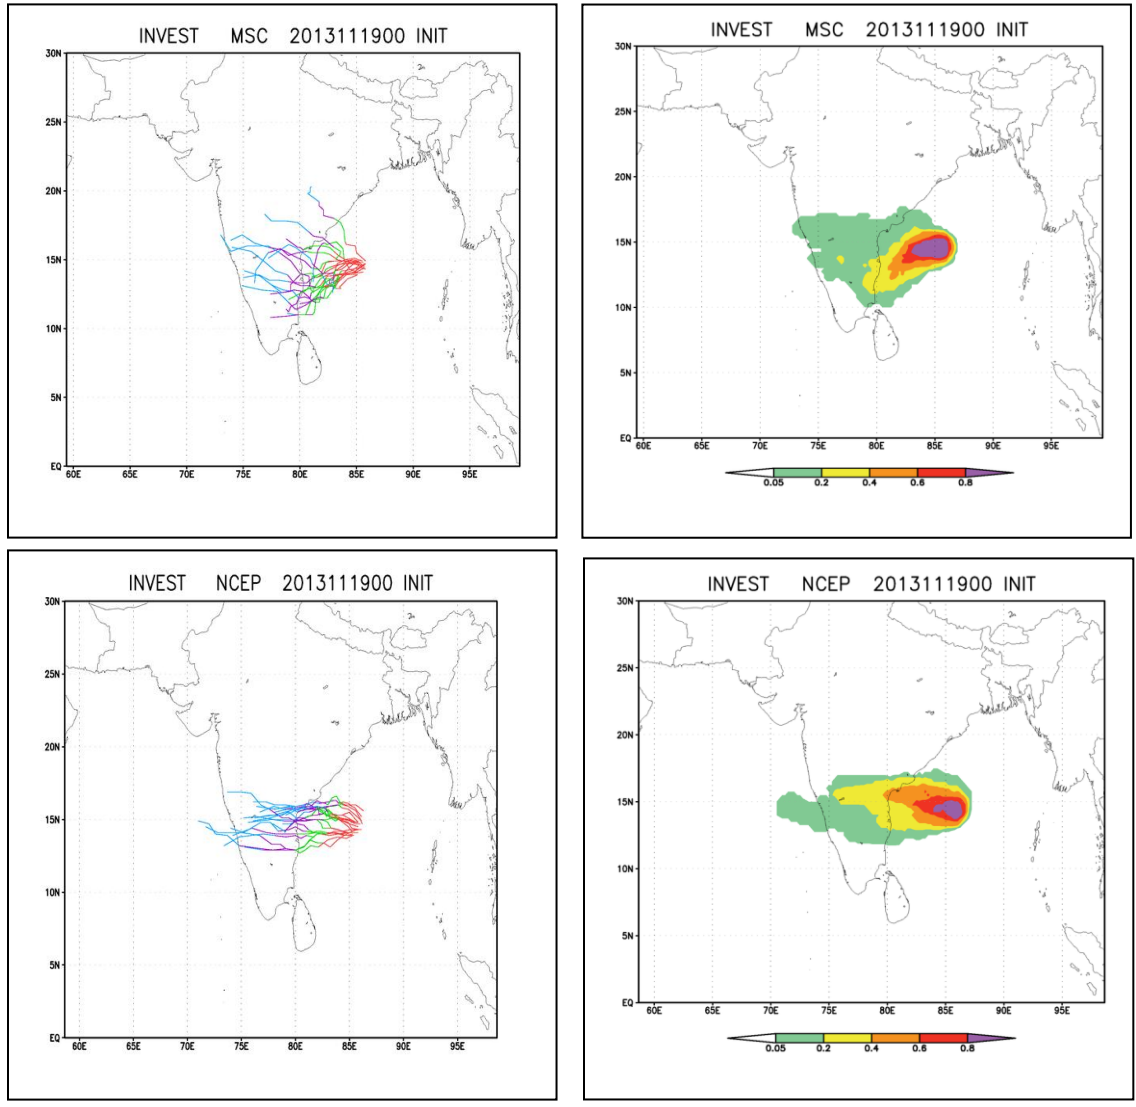 INVEST MSC 2013111900 INIT
30N
25N
20N
15N
10N
5N
EQ
60E 65E 70E 75E 80E 85E 90E 95E
INVEST MSC 2013111900 INIT
30N
25N
20N
15N
10N
5N
EQ
60E 65E 70E 75E 80E 85E 90E 95E
0.05 0.2 0.4 0.6 0.8
INVEST NCEP 2013111900 INIT
30N
25N
20N
15N
10N
5N
EQ
60E 65E 70E 75E 80E 85E 90E 95E
INVEST NCEP 2013111900 INIT
30N
25N
20N
15N
10N
5N
EQ
60E 65E 70E 75E 80E 85E 90E 95E
0.05 0.2 0.4 0.6 0.8